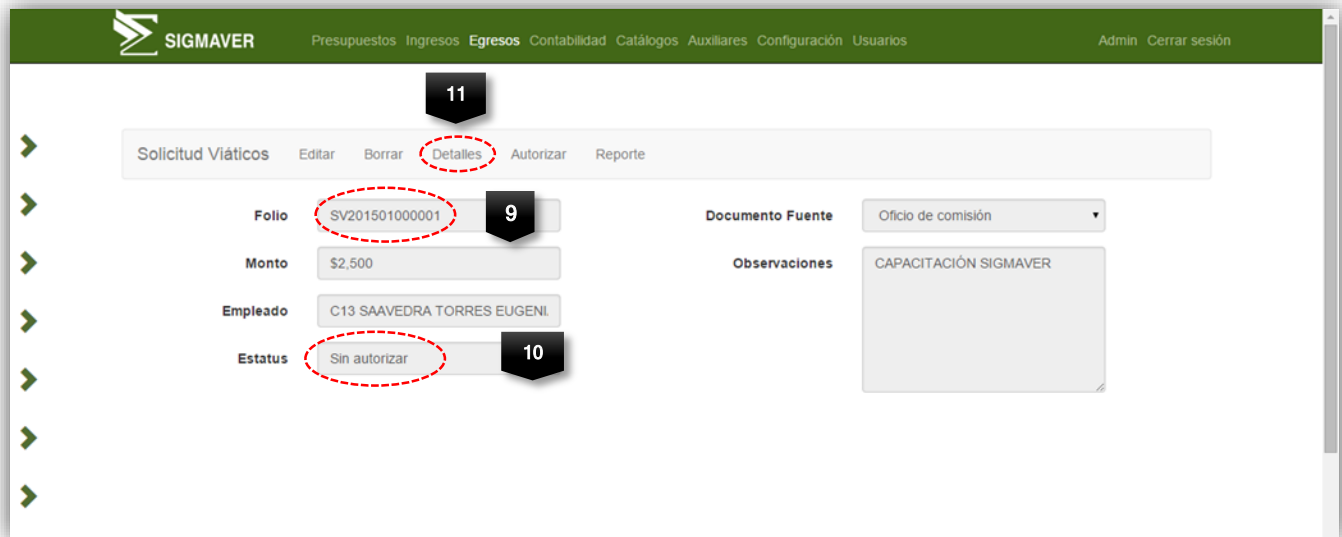 SIGMAVER Presupuestos Ingresos Egresos Contabilidad Catálogos Auxiliares Configuración Usuarios Admin Cerrar sesión
11
Solicitud Viáticos Editar Borrar Detalles Autorizar Reporte
Folio SV201501000001 9 Documento Fuente Oficio de comisión
Monto $2,500 Observaciones CAPACITACIÓN SIGMAVER
Empleado C13 SAAVEDRA TORRES EUGENI
Estatus Sin autorizar 10